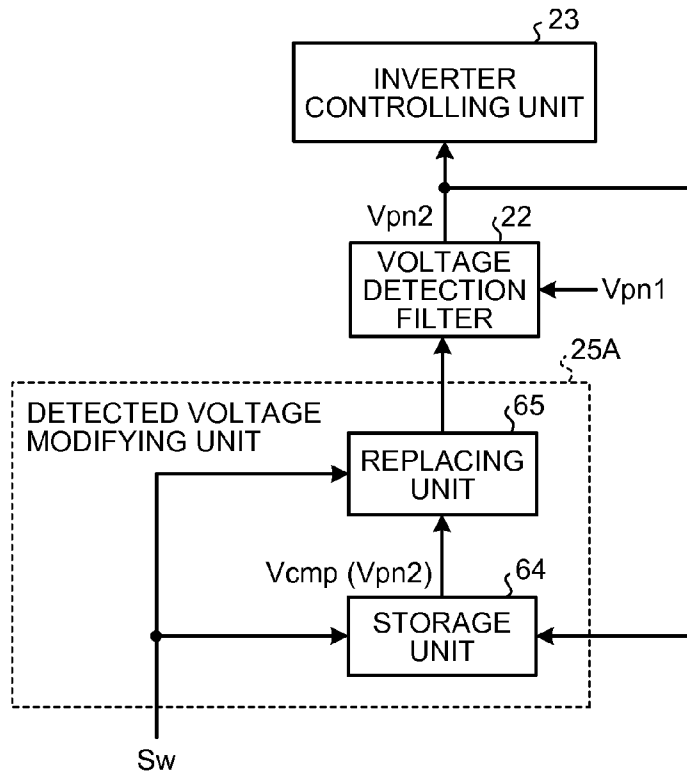 23
INVERTER
CONTROLLING UNIT
Vpn2
22
VOLTAGE
DETECTION
FILTER
Vpn1
25A
DETECTED VOLTAGE
MODIFYING UNIT
65
REPLACING
UNIT
Vcmp (Vpn2)
64
STORAGE
UNIT
Sw